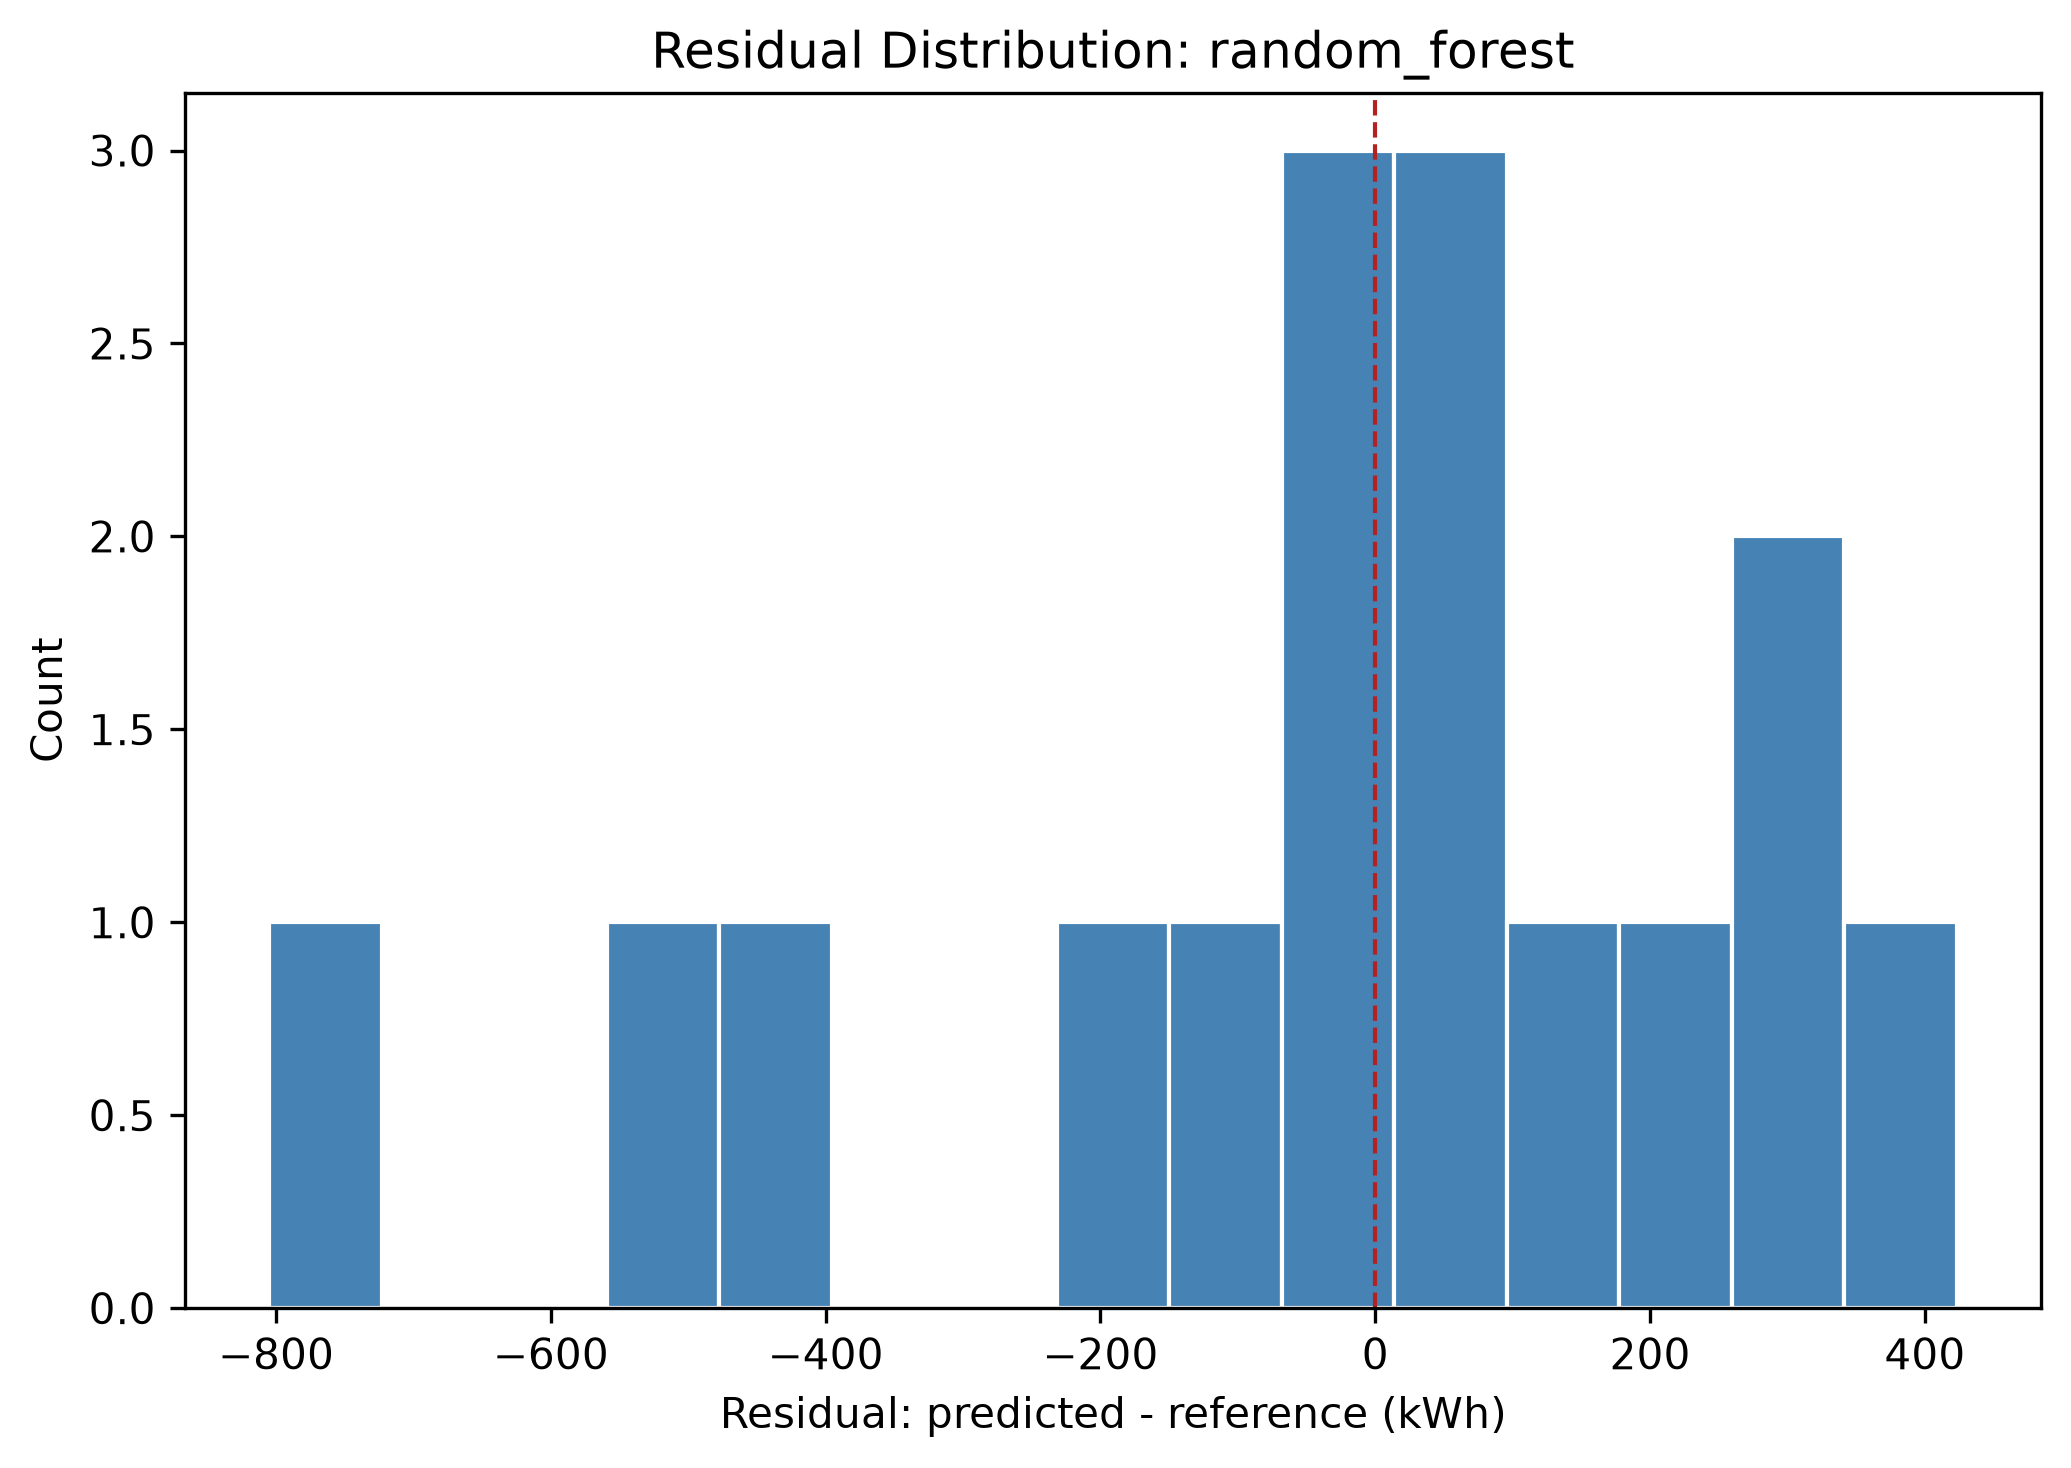 Residual Distribution: random_forest
3.0
2.5
2.0
1.5
1.0
0.5
0.0
Count
−800 −600 −400 −200 0 200 400
Residual: predicted - reference (kWh)